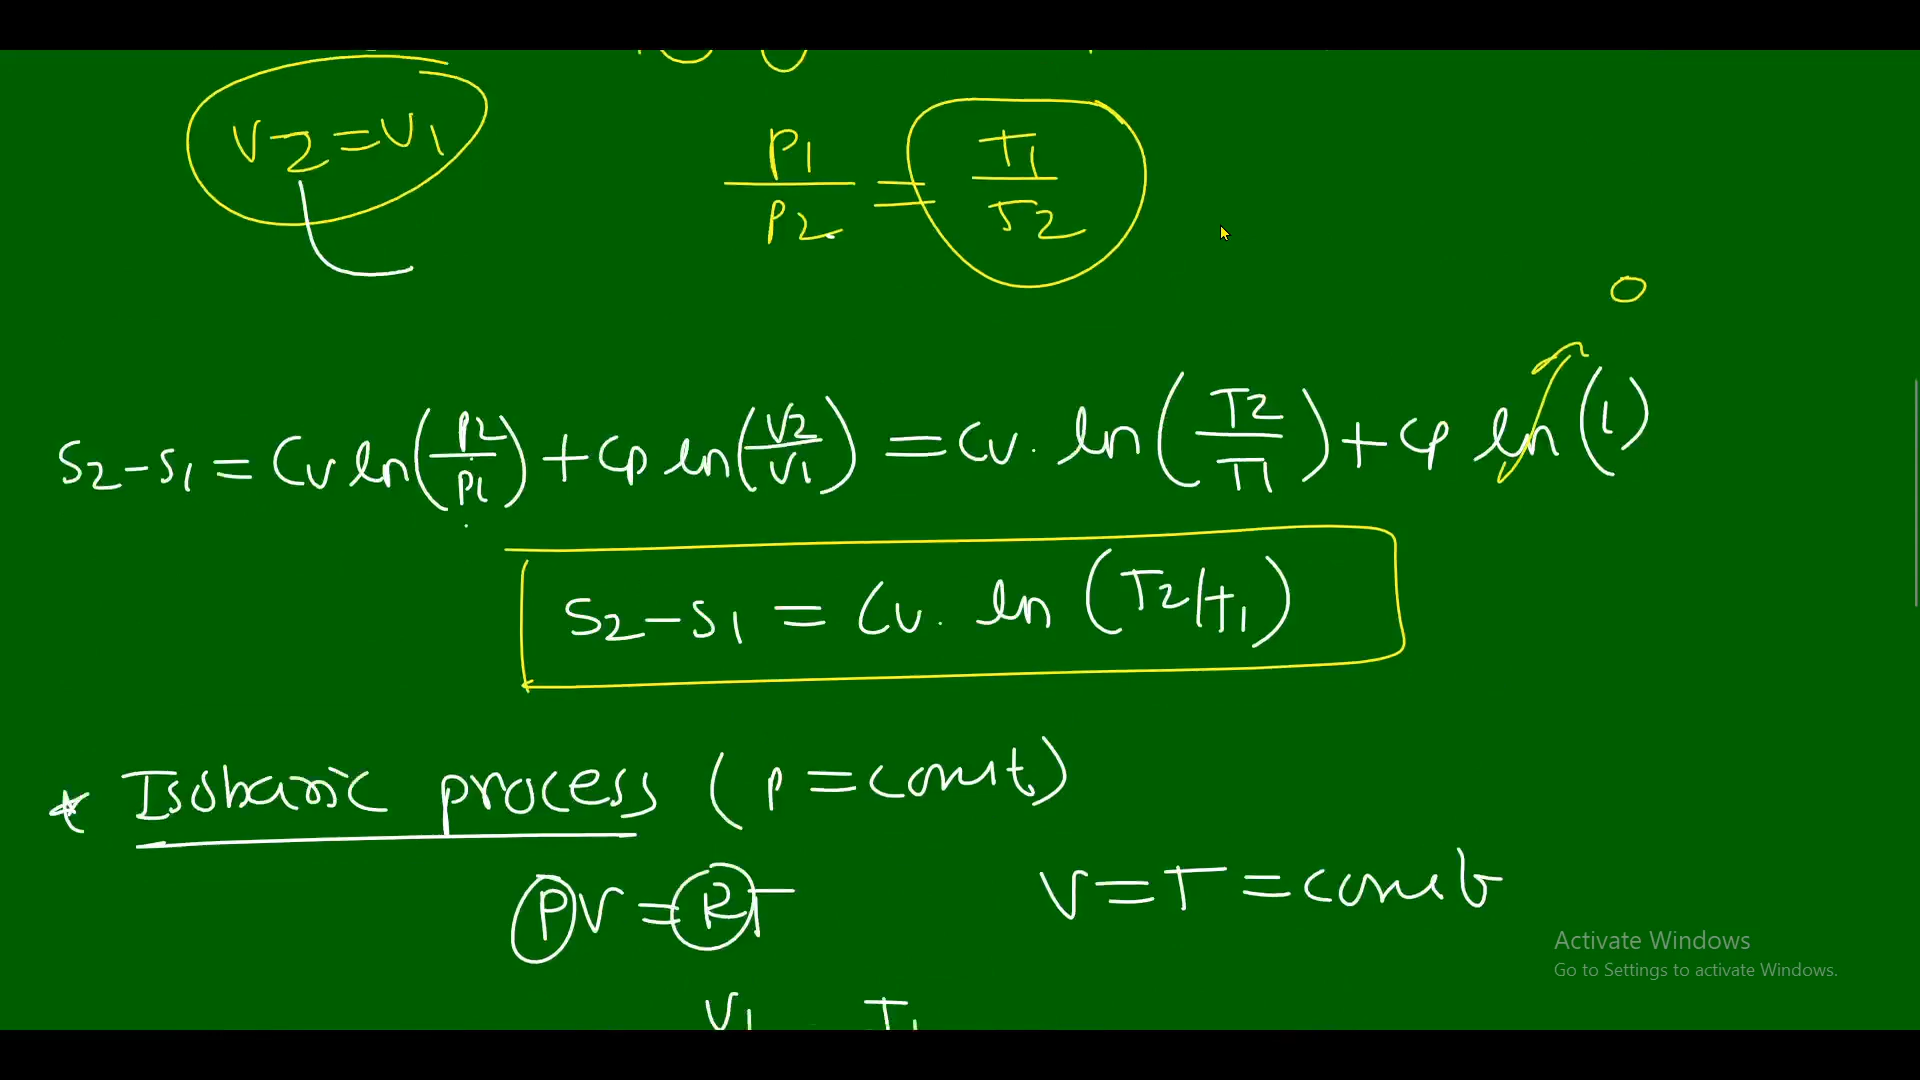 V2=V1
P1/P2 = T1/T2
0
S2-S1 = Cv ln(P2/P1) + Cp ln(V2/V1) = Cv. ln(T2/T1) + Cp ln(1)
S2-S1 = Cv. ln (T2/T1)
* Isobaric process (P=const)
PV = RT V=T=const
V1 T1
Activate Windows
Go to Settings to activate Windows.